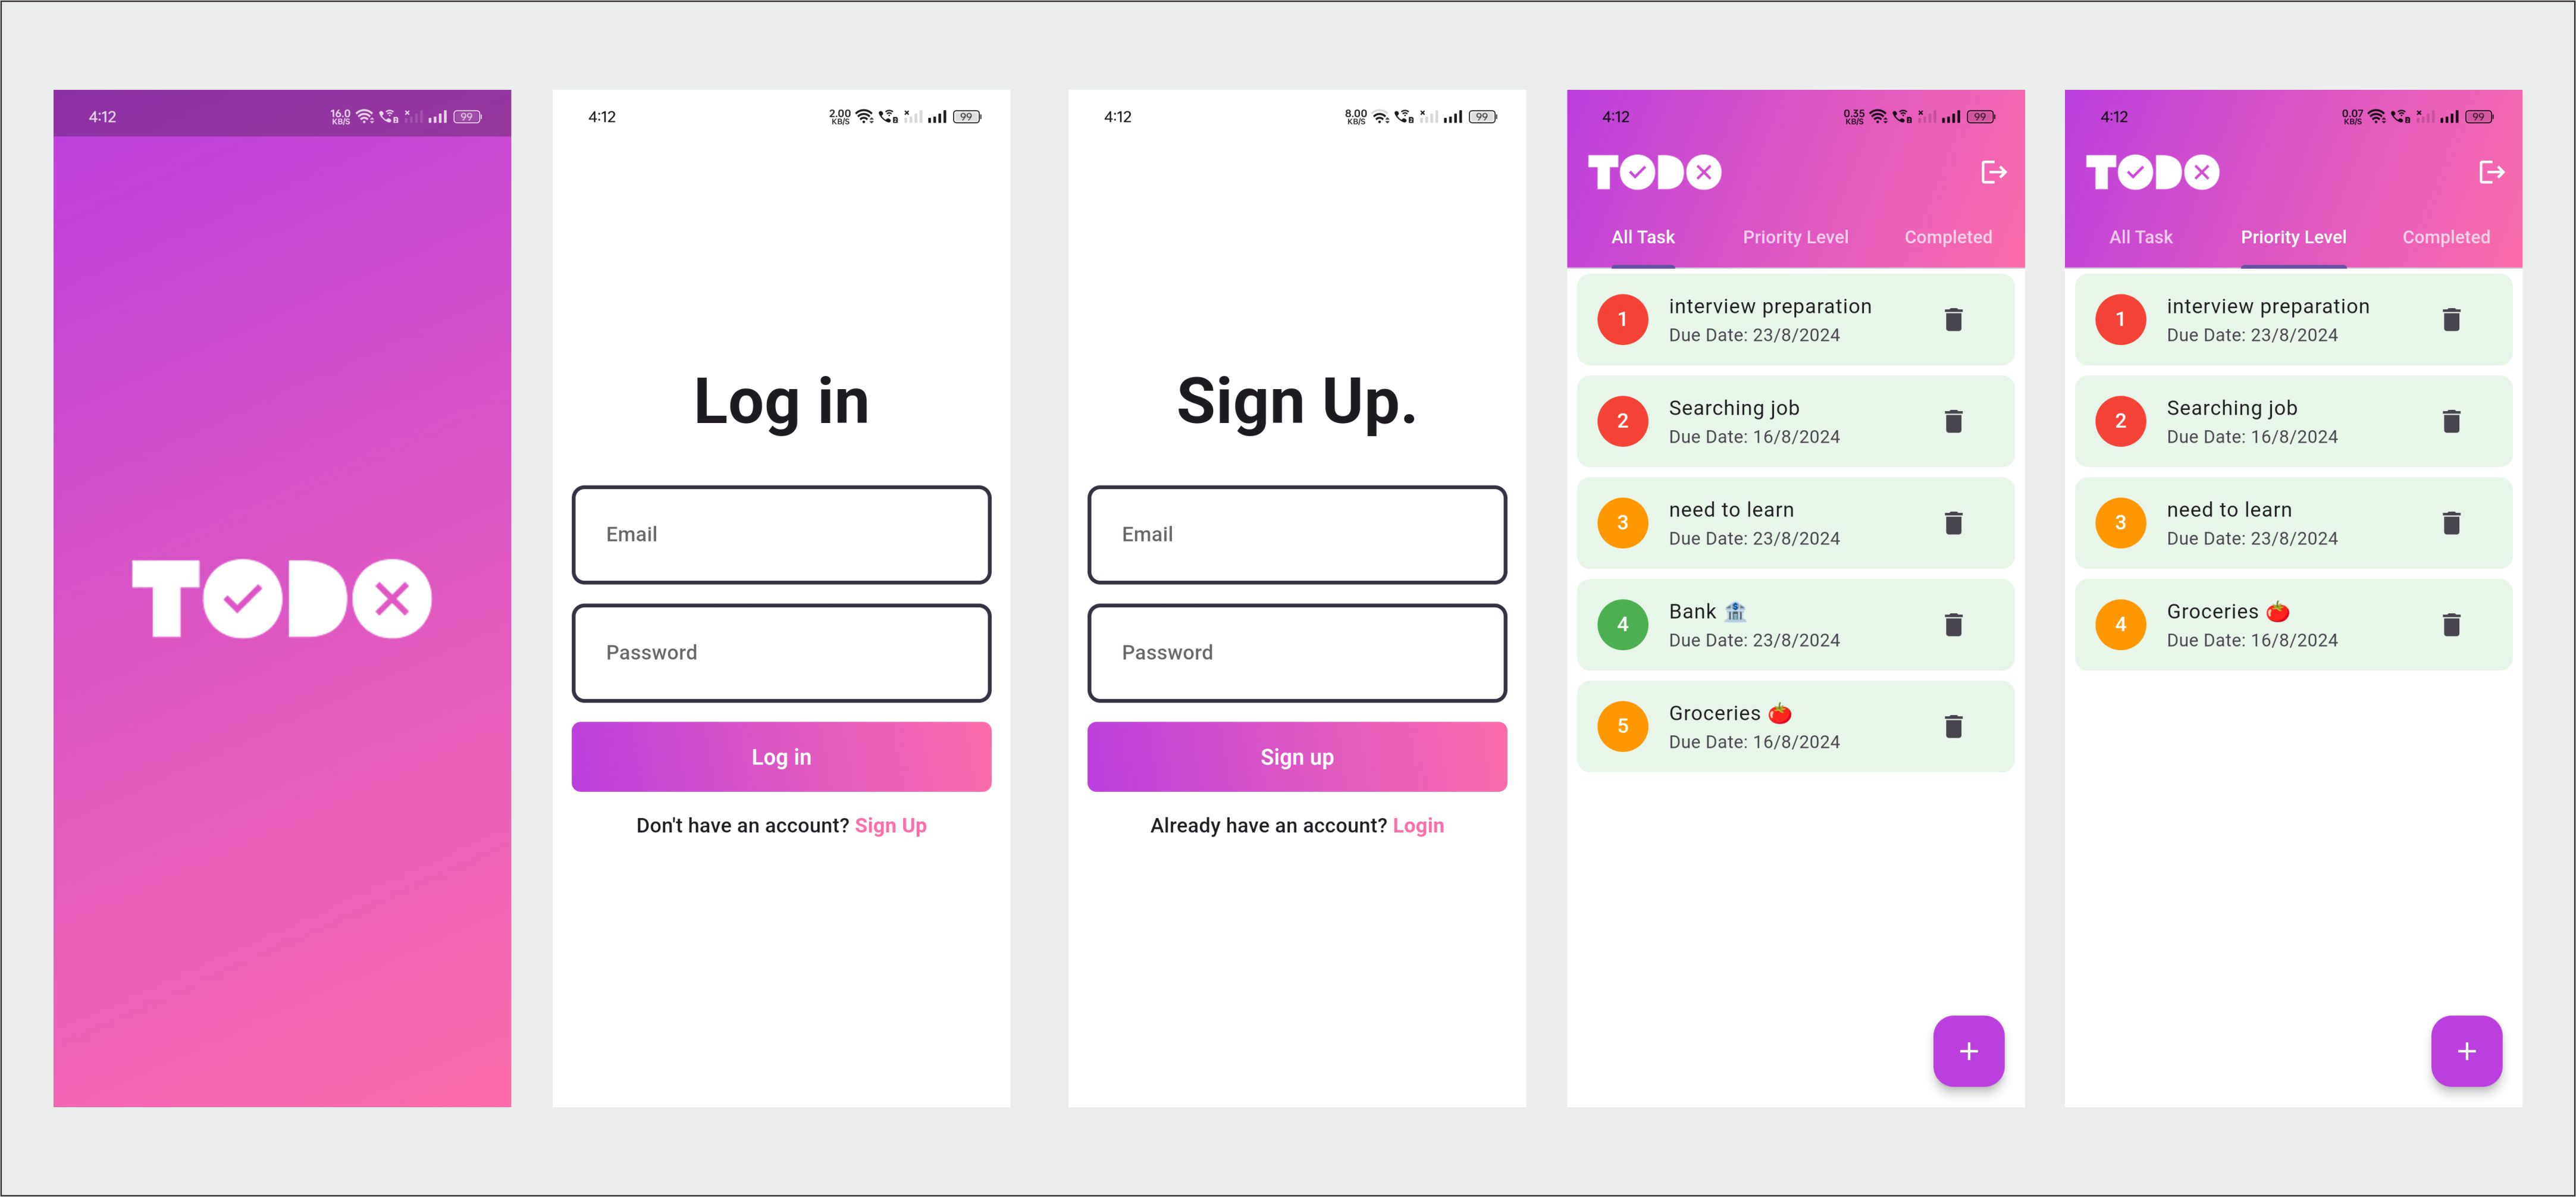 4:12
16.0 KB/S
2
99
TODO
4:12
2.00 KB/S
2
99
Log in
Email
Password
Log in
Don't have an account? Sign Up
4:12
8.00 KB/S
2
99
Sign Up.
Email
Password
Sign up
Already have an account? Login
4:12
0.35 KB/S
2
99
TODO
All Task Priority Level Completed
1
interview preparation
Due Date: 23/8/2024
2
Searching job
Due Date: 16/8/2024
3
need to learn
Due Date: 23/8/2024
4
Bank 🏦
Due Date: 23/8/2024
5
Groceries 🍅
Due Date: 16/8/2024
+
4:12
0.07 KB/S
2
99
TODO
All Task Priority Level Completed
1
interview preparation
Due Date: 23/8/2024
2
Searching job
Due Date: 16/8/2024
3
need to learn
Due Date: 23/8/2024
4
Groceries 🍅
Due Date: 16/8/2024
+